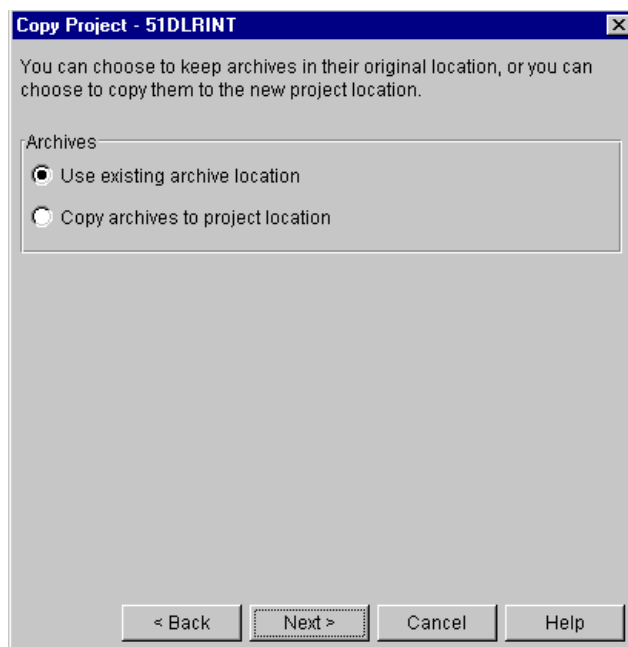 Copy Project - 51DLRINT
You can choose to keep archives in their original location, or you can
choose to copy them to the new project location.
Archives
Use existing archive location
Copy archives to project location
< Back
Next >
Cancel
Help